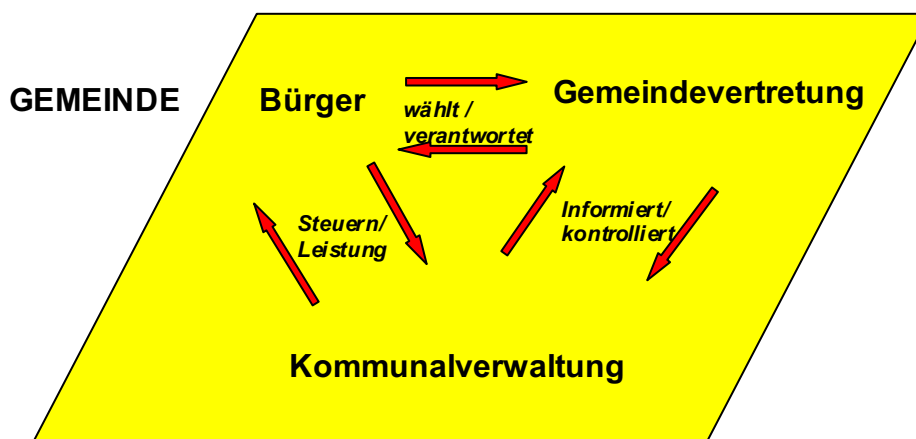 GEMEINDE
Bürger
Gemeindevertretung
wählt /
verantwortet
Steuern/
Leistung
Informiert/
kontrolliert
Kommunalverwaltung